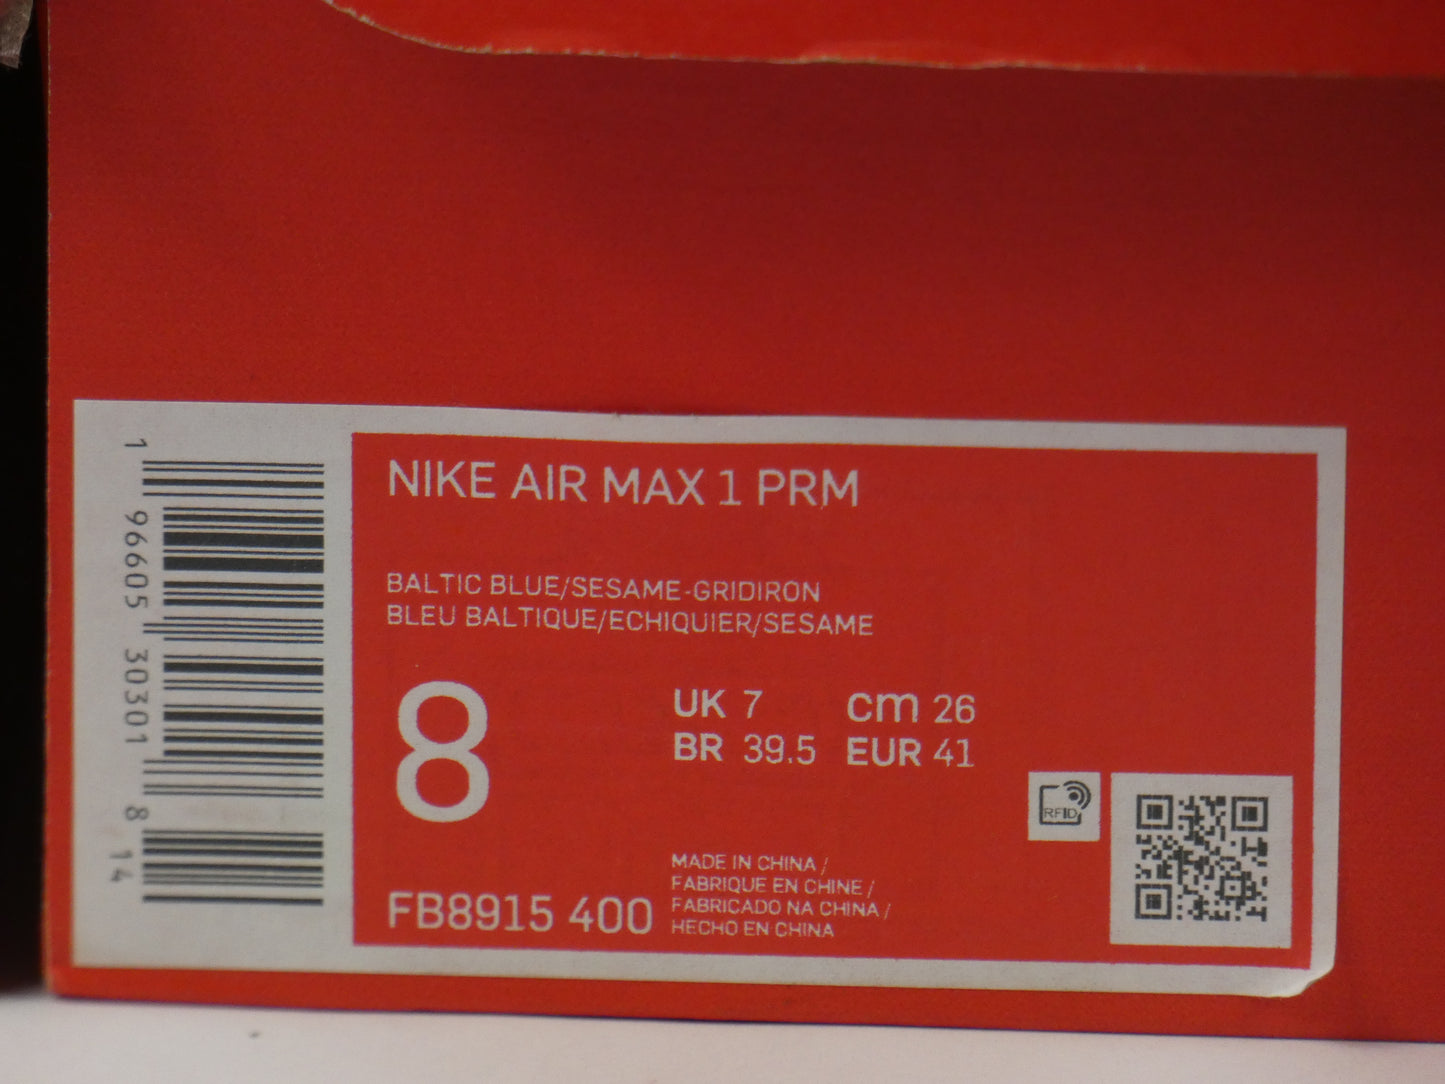 1 96605 30301 8 14
NIKE AIR MAX 1 PRM
BALTIC BLUE/SESAME-GRIDIRON
BLEU BALTIQUE/ECHIQUIER/SESAME
8
UK 7 cm 26
BR 39.5 EUR 41
RFID
MADE IN CHINA /
FABRIQUE EN CHINE /
FABRICADO NA CHINA /
HECHO EN CHINA
FB8915 400